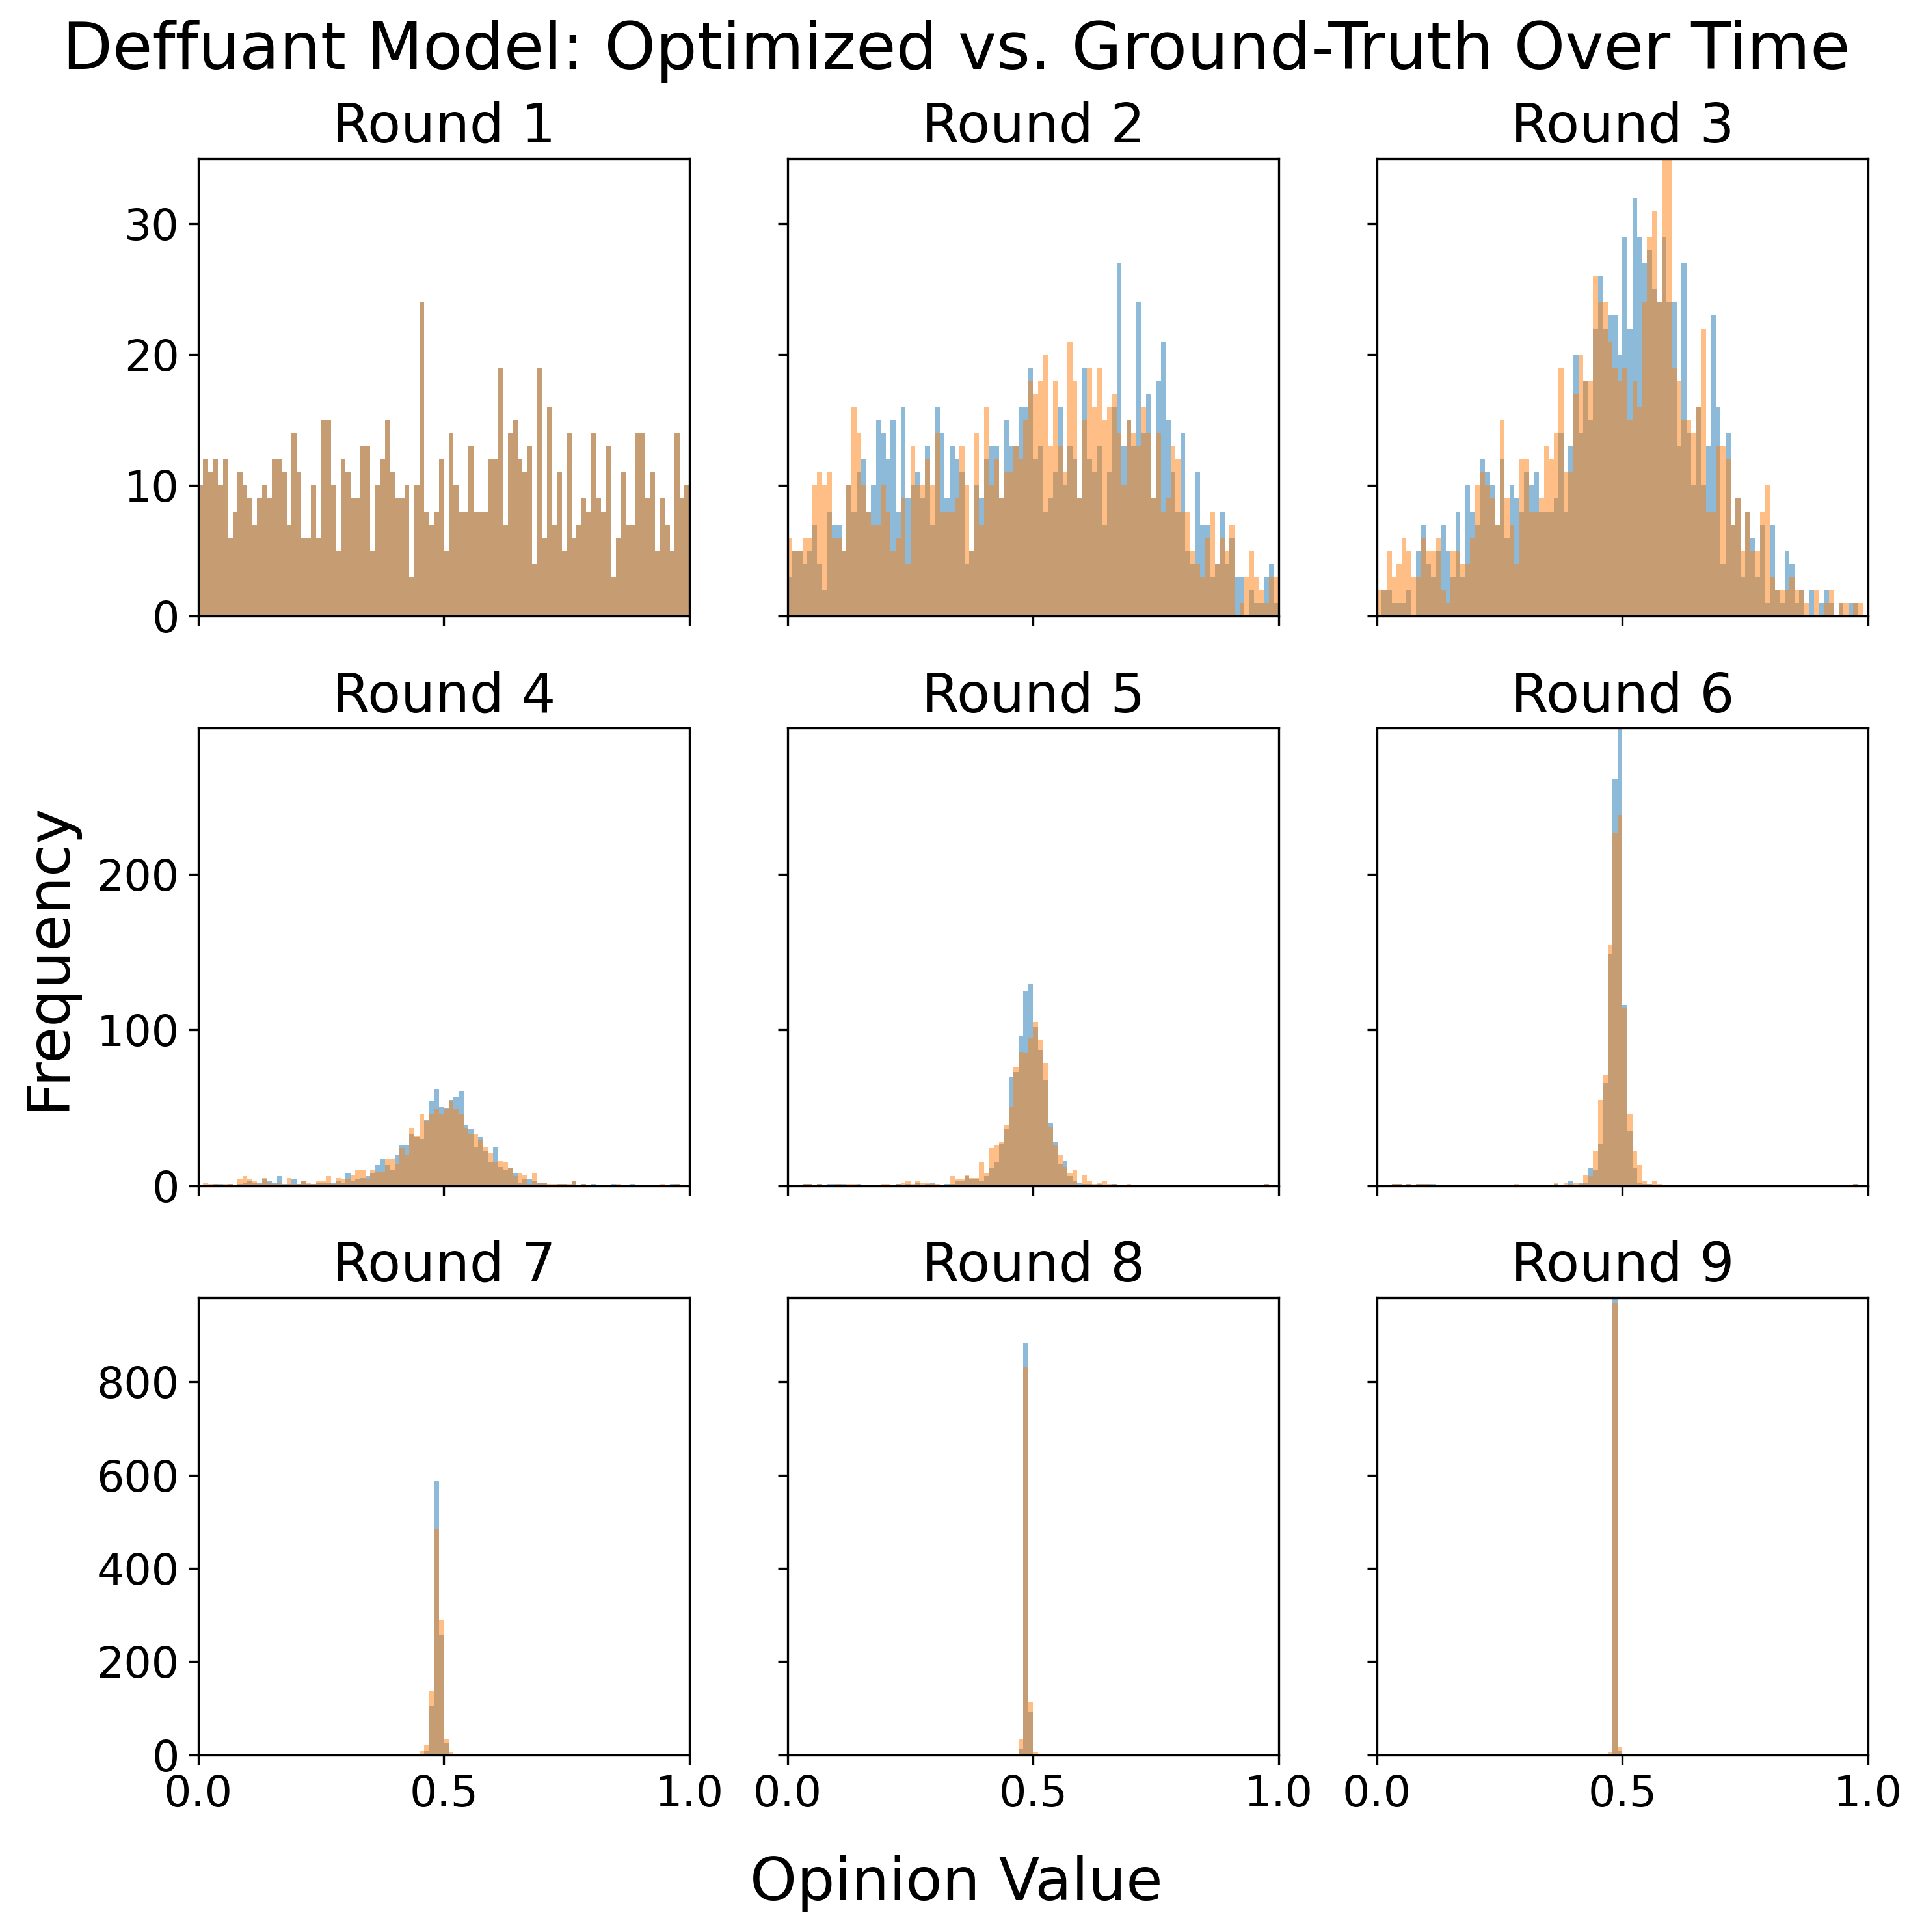 Deffuant Model: Optimized vs. Ground-Truth Over Time
Round 1
Round 2
Round 3
30
20
10
0
Round 4
Round 5
Round 6
Frequency
200
100
0
Round 7
Round 8
Round 9
800
600
400
200
0
0.0 0.5 1.0 0.0 0.5 1.0 0.0 0.5 1.0
Opinion Value